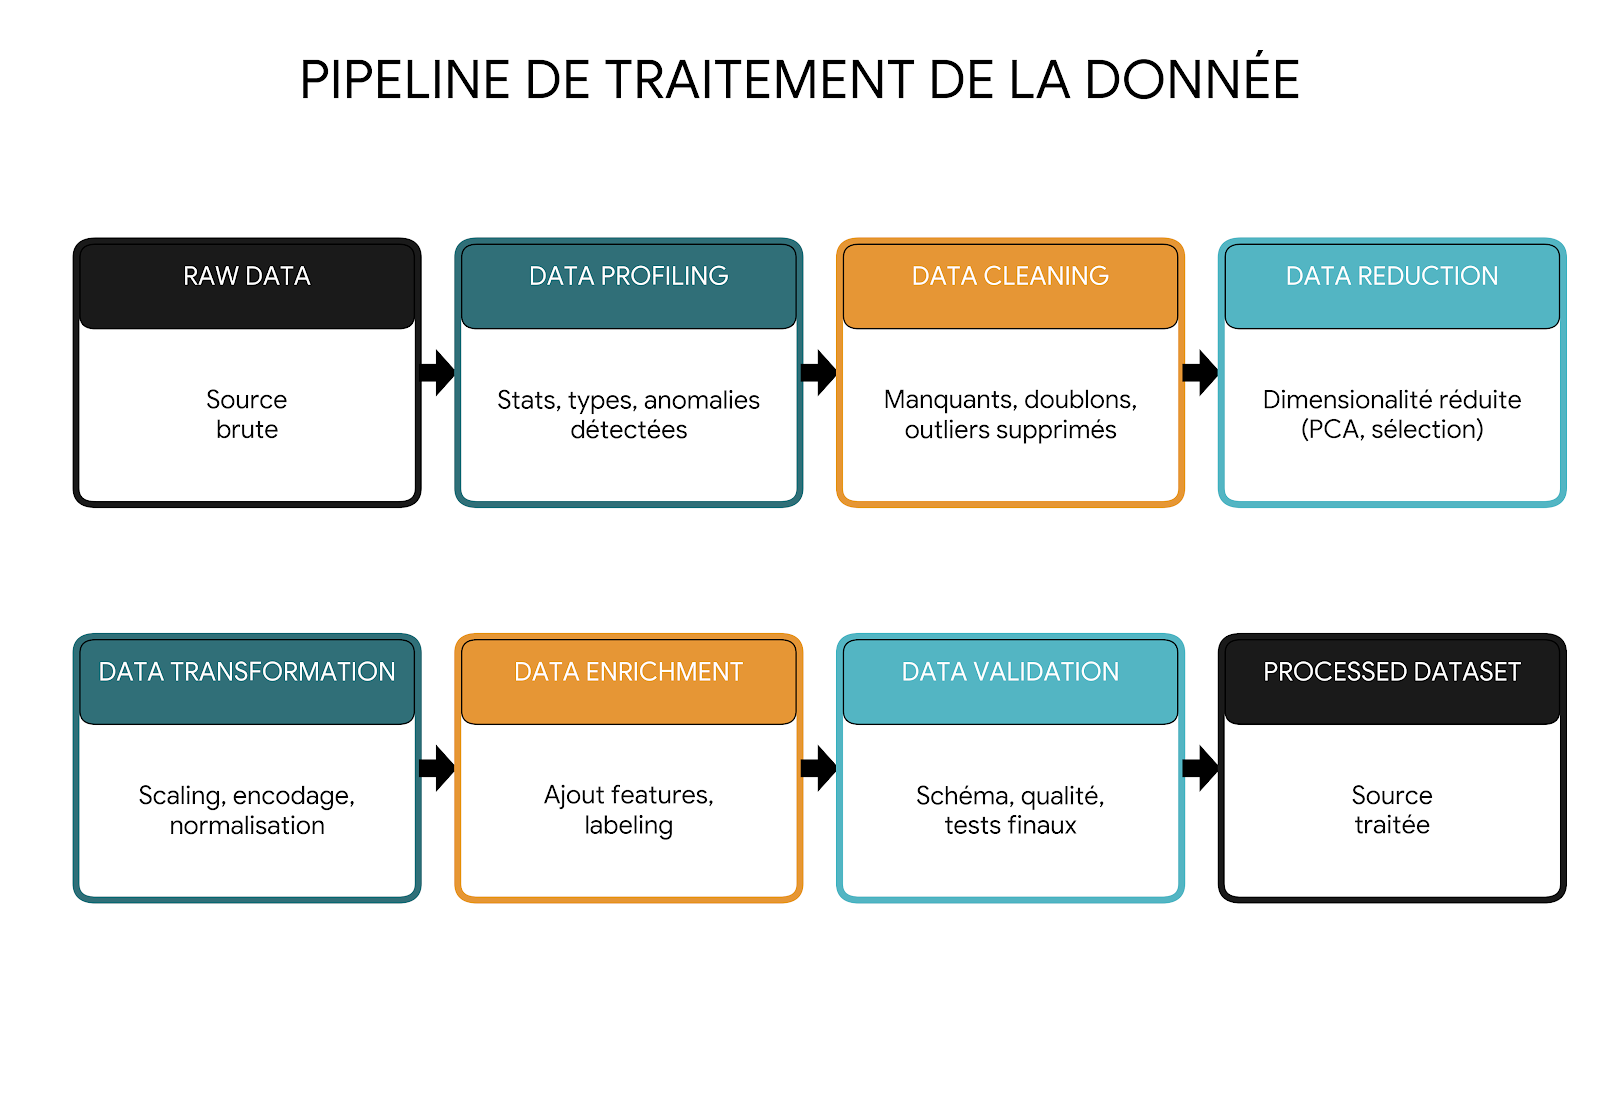 PIPELINE DE TRAITEMENT DE LA DONNÉE
RAW DATA
Source
brute
DATA PROFILING
Stats, types, anomalies
détectées
DATA CLEANING
Manquants, doublons,
outliers supprimés
DATA REDUCTION
Dimensionalité réduite
(PCA, sélection)
DATA TRANSFORMATION
Scaling, encodage,
normalisation
DATA ENRICHMENT
Ajout features,
labeling
DATA VALIDATION
Schéma, qualité,
tests finaux
PROCESSED DATASET
Source
traitée